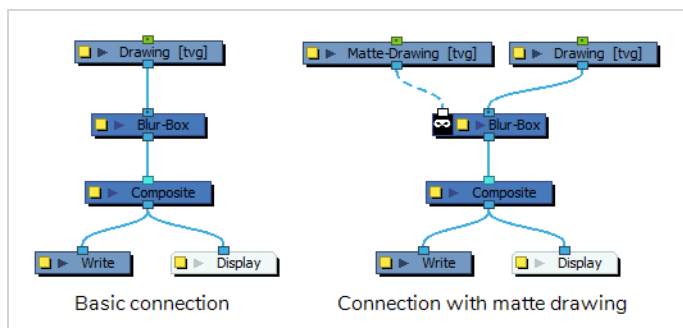 Drawing [tvg]
Blur-Box
Composite
Write
Display
Basic connection
Matte-Drawing [tvg]
Drawing [tvg]
Blur-Box
Composite
Write
Display
Connection with matte drawing